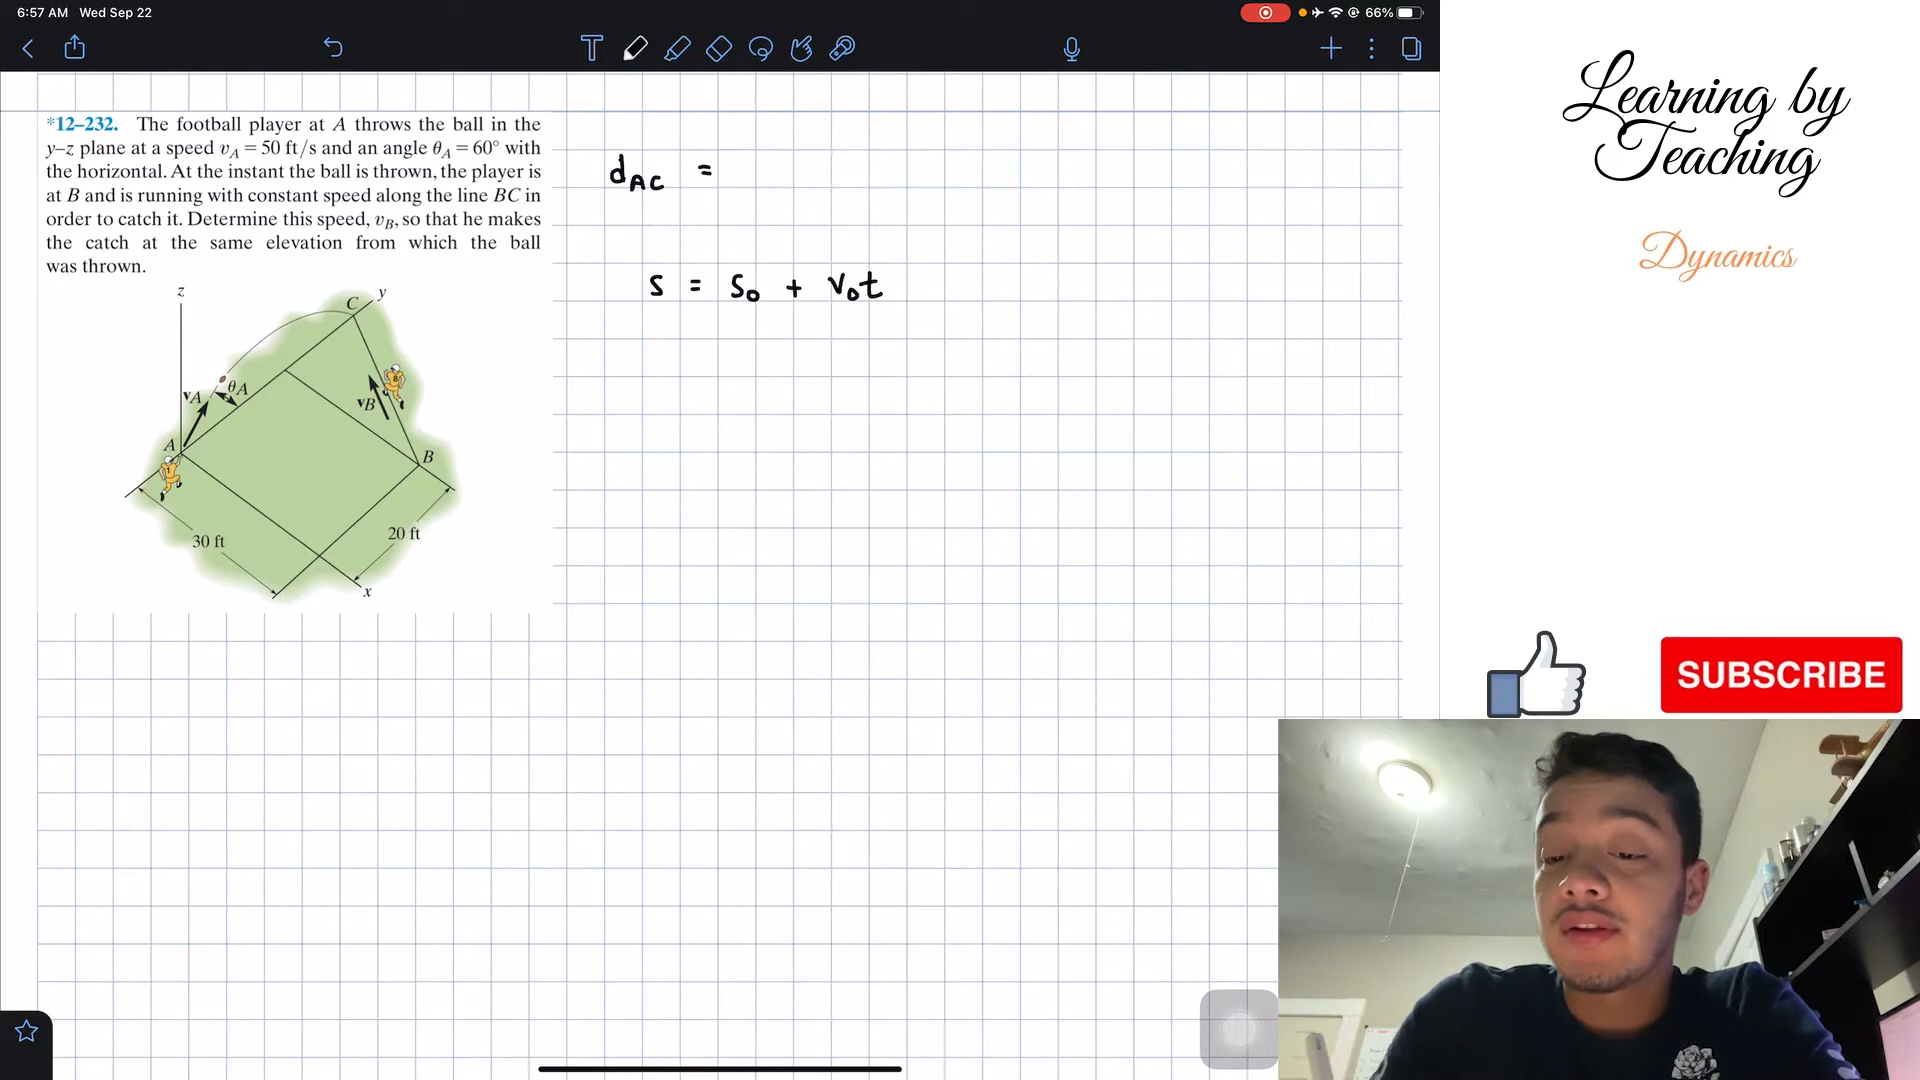 6:57 AM Wed Sep 22
66%
*12–232. The football player at A throws the ball in the
y–z plane at a speed vA = 50 ft/s and an angle θA = 60° with
the horizontal. At the instant the ball is thrown, the player is
at B and is running with constant speed along the line BC in
order to catch it. Determine this speed, vB, so that he makes
the catch at the same elevation from which the ball
was thrown.
dAC =
s = s0 + v0t
z
C
y
θA
vA
8
vB
A
1
B
20 ft
30 ft
x
Learning by
Teaching
Dynamics
SUBSCRIBE